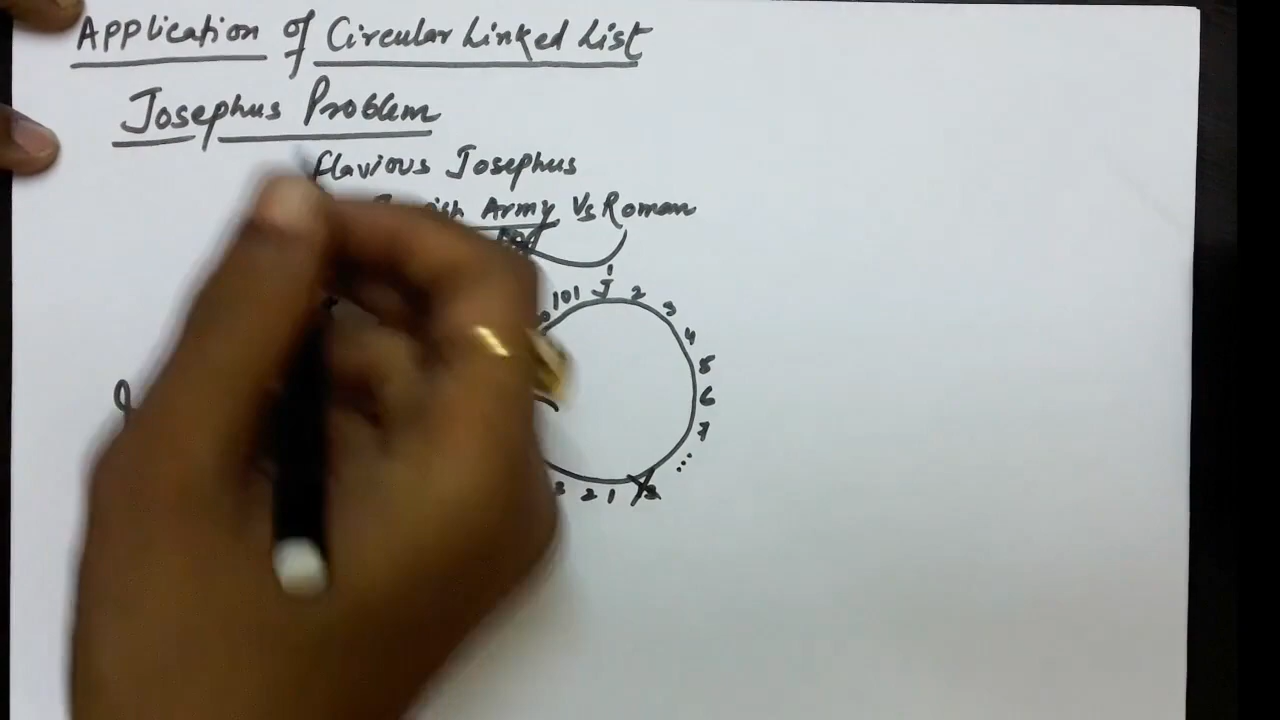 Application of Circular Linked List
Josephus Problem
flavious Josephus
Army Vs Roman
1
101 J 2
3
4
5
6
7
...
3 2 1